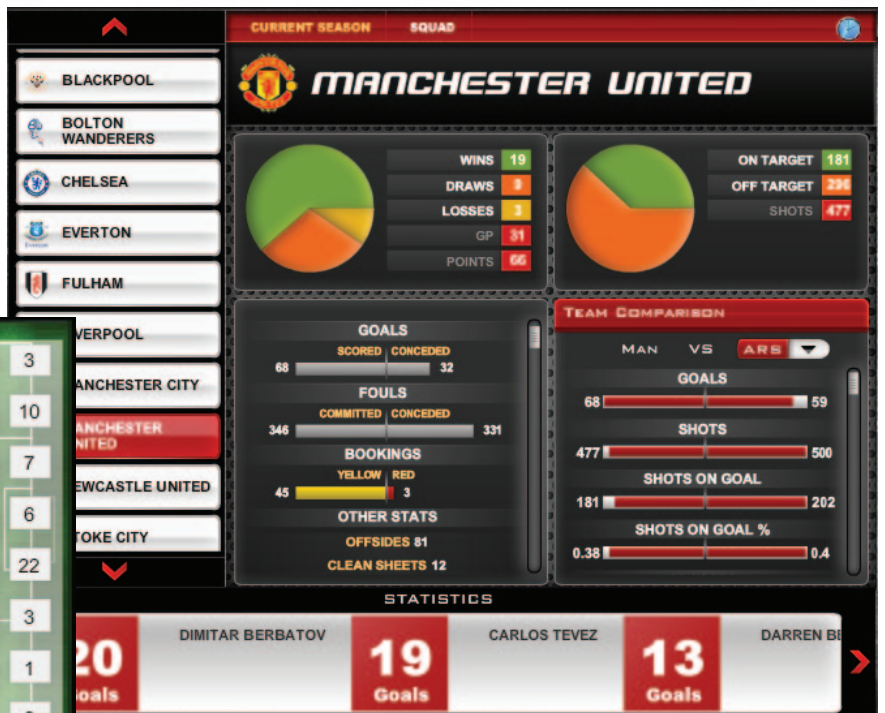 CURRENT SEASON
SQUAD
MANCHESTER UNITED
BLACKPOOL
BOLTON
WANDERERS
CHELSEA
EVERTON
FULHAM
VERPOOL
ANCHESTER CITY
ANCHESTER
NITED
EWCASTLE UNITED
TOKE CITY
3
10
7
6
22
3
1
WINS 19
DRAWS
LOSSES 3
GP 31
POINTS 66
ON TARGET 181
OFF TARGET 296
SHOTS 477
GOALS
SCORED CONCEDED
68 32
FOULS
COMMITTED CONCEDED
346 331
BOOKINGS
YELLOW RED
45 3
OTHER STATS
OFFSIDES 81
CLEAN SHEETS 12
TEAM COMPARISON
MAN VS ARS
GOALS
68 59
SHOTS
477 500
SHOTS ON GOAL
181 202
SHOTS ON GOAL %
0.38 0.4
STATISTICS
20
oals
DIMITAR BERBATOV
19
Goals
CARLOS TEVEZ
13
Goals
DARREN BE